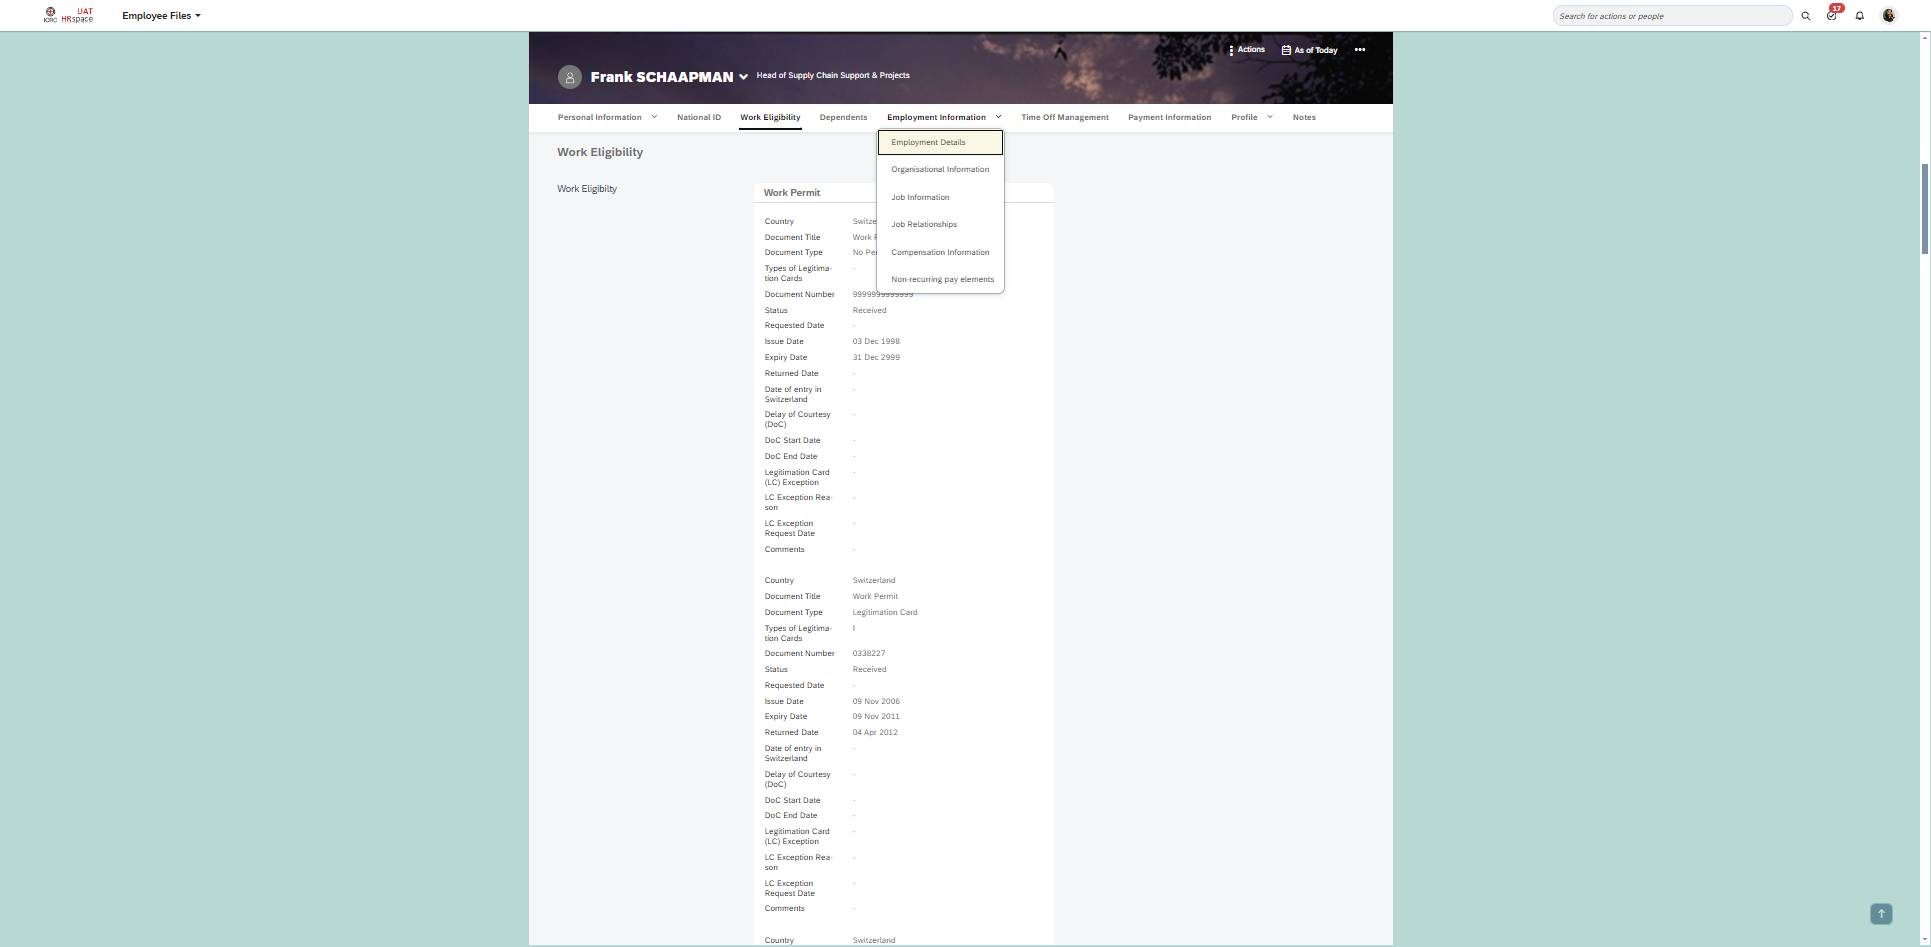 ICRC
UAT
HRspace
Employee Files
Search for actions or people
17
Actions
As of Today
Frank SCHAAPMAN
Head of Supply Chain Support & Projects
Personal Information
National ID
Work Eligibility
Dependents
Employment Information
Time Off Management
Payment Information
Profile
Notes
Employment Details
Organisational Information
Job Information
Job Relationships
Compensation Information
Non-recurring pay elements
Work Eligibility
Work Eligibilty
Work Permit
Country
Document Title Work
Document Type No
Types of Legitima-
tion Cards -
Document Number 9999999999999
Status Received
Requested Date -
Issue Date 03 Dec 1998
Expiry Date 31 Dec 2999
Returned Date -
Date of entry in
Switzerland -
Delay of Courtesy
(DoC) -
DoC Start Date -
DoC End Date -
Legitimation Card
(LC) Exception -
LC Exception Rea-
son -
LC Exception
Request Date -
Comments -
Country Switzerland
Document Title Work Permit
Document Type Legitimation Card
Types of Legitima-
tion Cards I
Document Number 0338227
Status Received
Requested Date -
Issue Date 09 Nov 2006
Expiry Date 09 Nov 2011
Returned Date 04 Apr 2012
Date of entry in
Switzerland -
Delay of Courtesy
(DoC) -
DoC Start Date -
DoC End Date -
Legitimation Card
(LC) Exception -
LC Exception Rea-
son -
LC Exception
Request Date -
Comments -
Country Switzerland